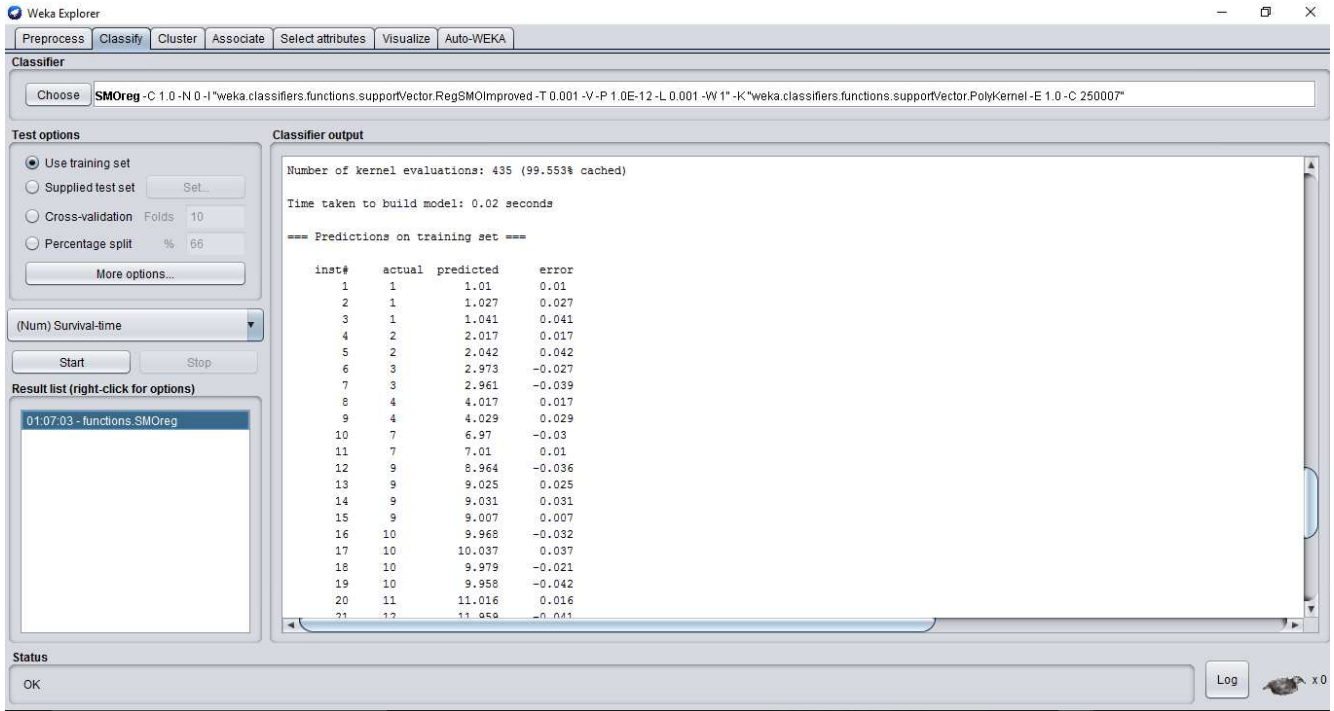 Weka Explorer
Preprocess Classify Cluster Associate Select attributes Visualize Auto-WEKA
Classifier
Choose SMOreg -C 1.0 -N 0 -I "weka.classifiers.functions.supportVector.RegSMOImproved -T 0.001 -V -P 1.0E-12 -L 0.001 -W 1" -K "weka.classifiers.functions.supportVector.PolyKernel -E 1.0 -C 250007"
Test options
Use training set
Supplied test set Set...
Cross-validation Folds 10
Percentage split % 66
More options...
(Num) Survival-time
Start Stop
Result list (right-click for options)
01:07:03 - functions.SMOreg
Classifier output
Number of kernel evaluations: 435 (99.553% cached)
Time taken to build model: 0.02 seconds
=== Predictions on training set ===
inst# actual predicted error
1 1 1.01 0.01
2 1 1.027 0.027
3 1 1.041 0.041
4 2 2.017 0.017
5 2 2.042 0.042
6 3 2.973 -0.027
7 3 2.961 -0.039
8 4 4.017 0.017
9 4 4.029 0.029
10 7 6.97 -0.03
11 7 7.01 0.01
12 9 8.964 -0.036
13 9 9.025 0.025
14 9 9.031 0.031
15 9 9.007 0.007
16 10 9.968 -0.032
17 10 10.037 0.037
18 10 9.979 -0.021
19 10 9.958 -0.042
20 11 11.016 0.016
21 12 11.959 -0.041
Status
OK
Log
x 0